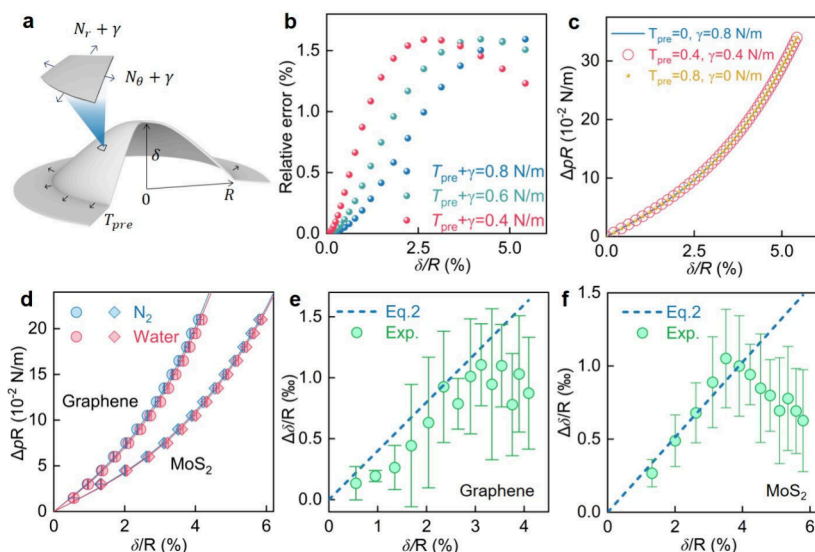 a
N_r + γ
N_θ + γ
δ
0
R
T_pre
b
Relative error (%)
1.5
1.0
0.5
0.0
T_pre+γ=0.8 N/m
T_pre+γ=0.6 N/m
T_pre+γ=0.4 N/m
0.0 2.5 5.0
δ/R (%)
c
ΔpR (10⁻² N/m)
30
20
10
0
T_pre=0, γ=0.8 N/m
T_pre=0.4, γ=0.4 N/m
T_pre=0.8, γ=0 N/m
0.0 2.5 5.0
δ/R (%)
d
ΔpR (10⁻² N/m)
20
15
10
5
0
N₂
Water
Graphene
MoS₂
0 2 4 6
δ/R (%)
e
Δδ/R (‰)
1.5
1.0
0.5
0.0
Eq.2
Exp.
Graphene
0 1 2 3 4
δ/R (%)
f
Δδ/R (‰)
1.5
1.0
0.5
0.0
Eq.2
Exp.
MoS₂
0 2 4 6
δ/R (%)